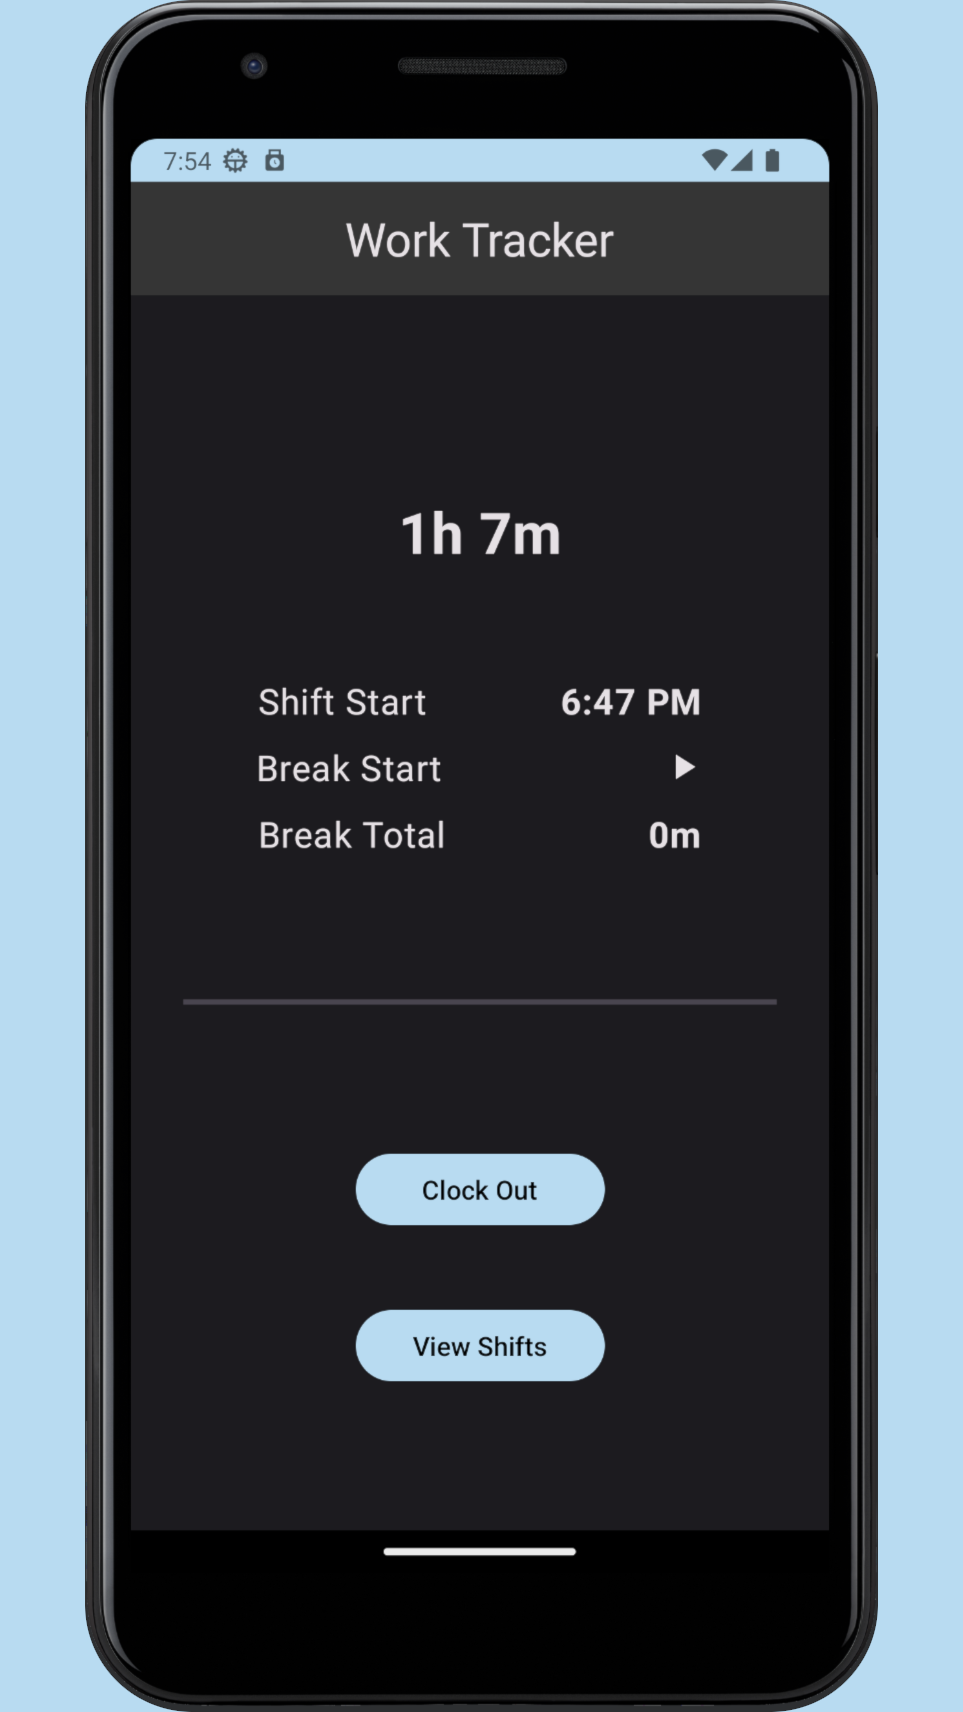 7:54
Work Tracker
1h 7m
Shift Start 6:47 PM
Break Start
Break Total 0m
Clock Out
View Shifts